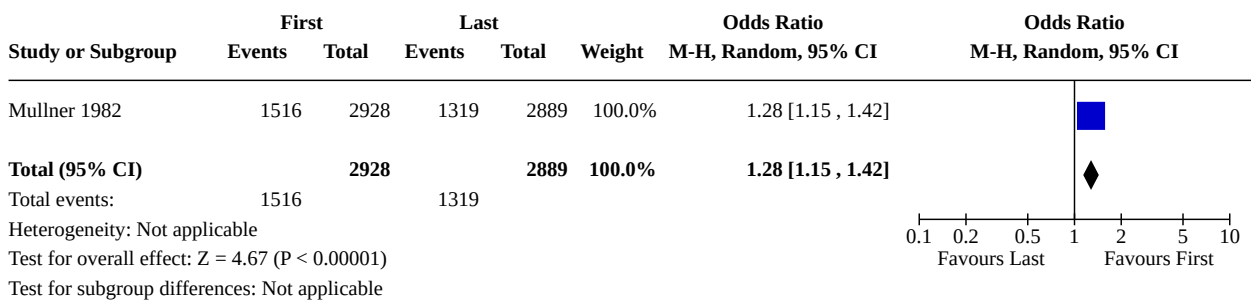 First Last Odds Ratio Odds Ratio
Study or Subgroup Events Total Events Total Weight M-H, Random, 95% CI M-H, Random, 95% CI
Mullner 1982 1516 2928 1319 2889 100.0% 1.28 [1.15 , 1.42]
Total (95% CI) 2928 2889 100.0% 1.28 [1.15 , 1.42]
Total events: 1516 1319
Heterogeneity: Not applicable
Test for overall effect: Z = 4.67 (P < 0.00001)
Test for subgroup differences: Not applicable
0.1 0.2 0.5 1 2 5 10
Favours Last Favours First